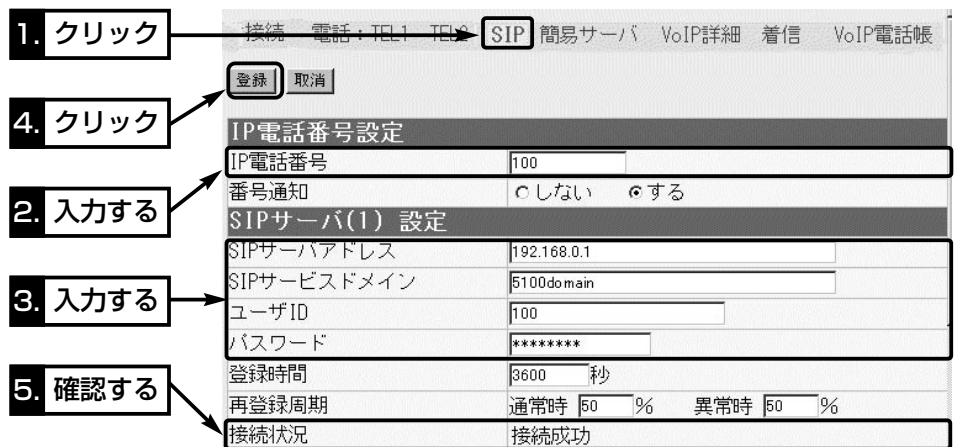 1. クリック
接続 電話：TEL1 TEL2 SIP 簡易サーバ VoIP詳細 着信 VoIP電話帳
登録 取消
4. クリック
IP電話番号設定
IP電話番号 100
番号通知 しない する
2. 入力する
SIPサーバ(1) 設定
SIPサーバアドレス 192.168.0.1
SIPサービスドメイン 5100domain
3. 入力する
ユーザID 100
パスワード ********
登録時間 3600 秒
5. 確認する
再登録周期 通常時 50 % 異常時 50 %
接続状況 接続成功